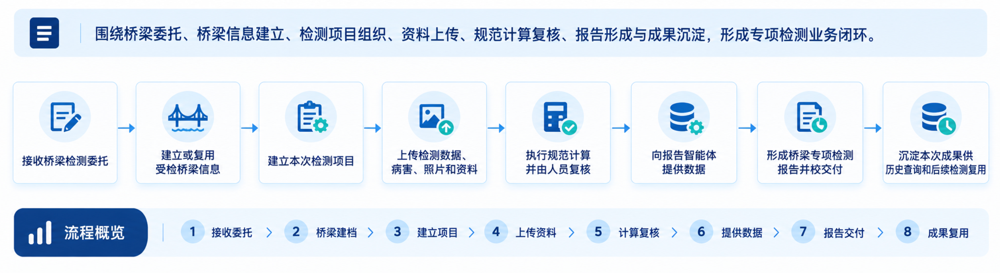 围绕桥梁委托、桥梁信息建立、检测项目组织、资料上传、规范计算复核、报告形成与成果沉淀，形成专项检测业务闭环。
接收桥梁检测委托
建立或复用
受检桥梁信息
建立本次检测项目
上传检测数据、
病害、照片和资料
执行规范计算
并由人员复核
向报告智能体
提供数据
形成桥梁专项检测
报告并校交付
沉淀本次成果供
历史查询和后续检测复用
流程概览
1 接收委托
2 桥梁建档
3 建立项目
4 上传资料
5 计算复核
6 提供数据
7 报告交付
8 成果复用